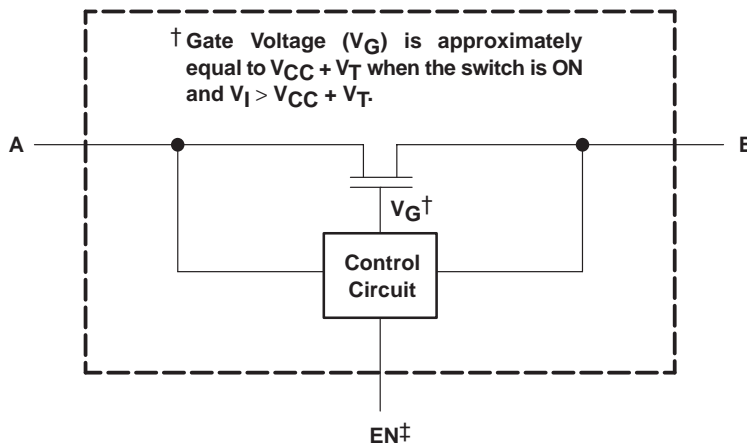 † Gate Voltage (VG) is approximately
equal to VCC + VT when the switch is ON
and VI > VCC + VT.
A
VG†
Control
Circuit
EN‡